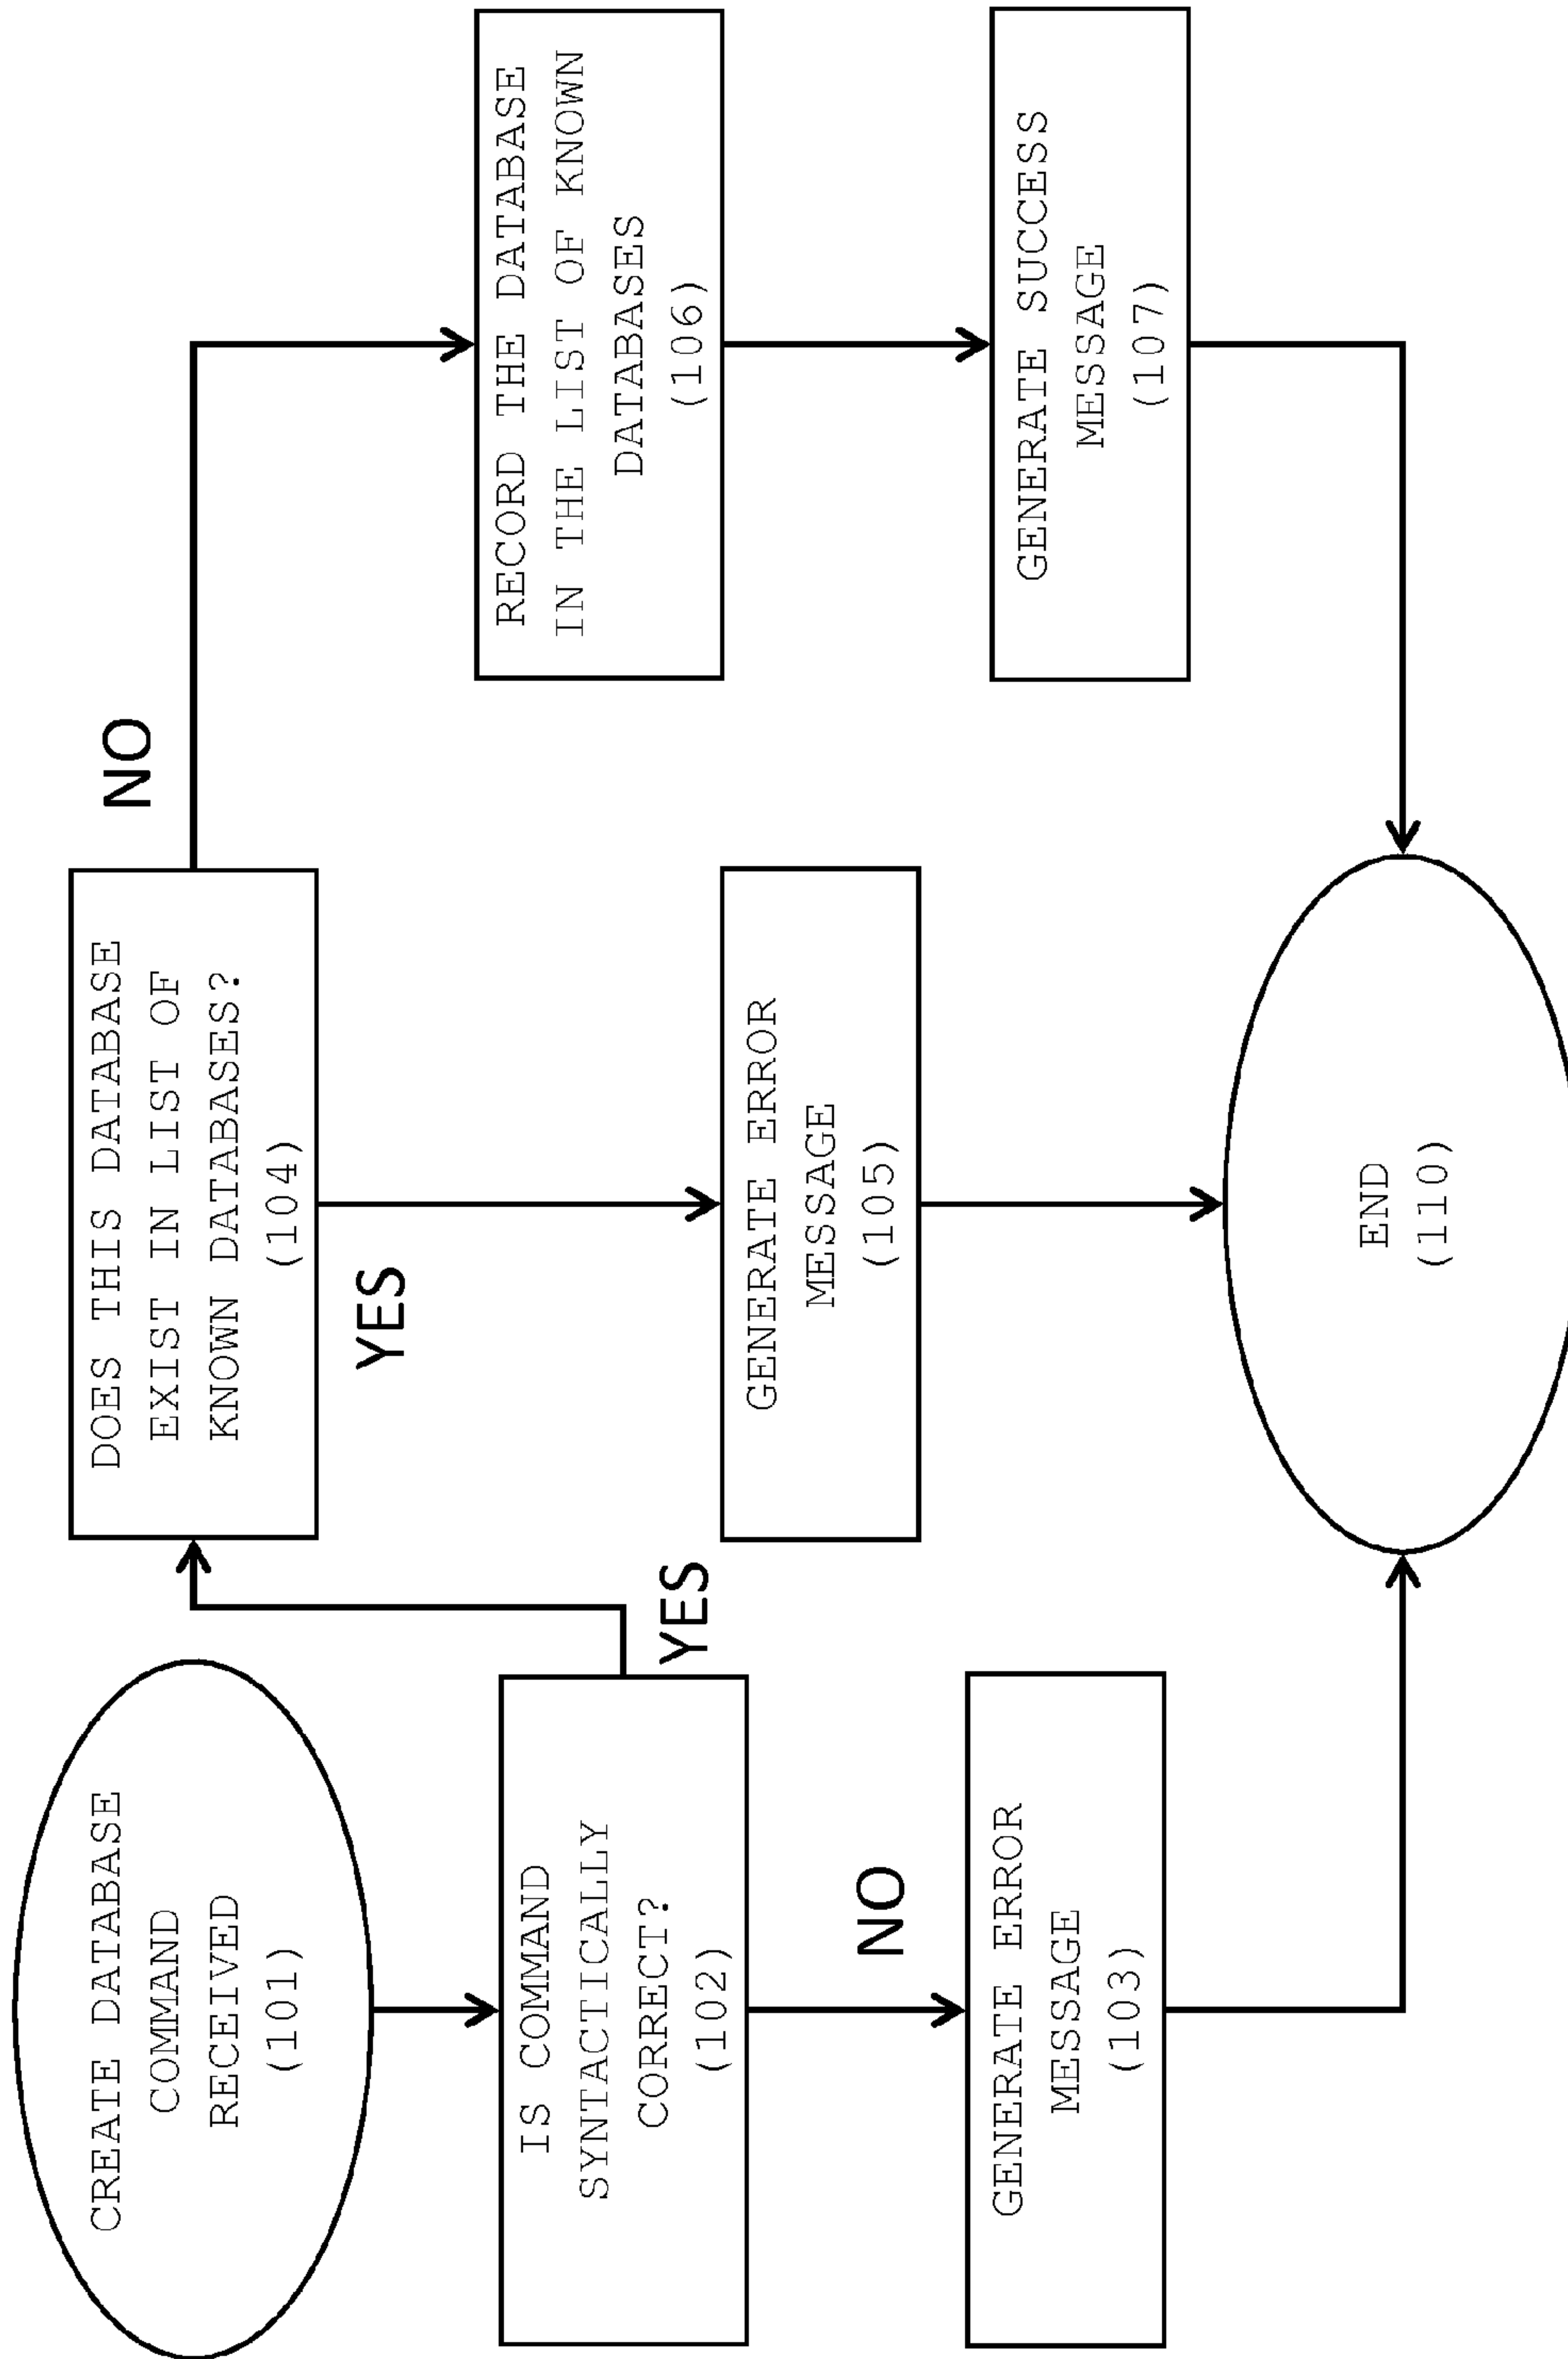 CREATE DATABASE
COMMAND
RECEIVED
(101)
IS COMMAND
SYNTACTICALLY
CORRECT?
(102)
YES
NO
GENERATE ERROR
MESSAGE
(103)
DOES THIS DATABASE
EXIST IN LIST OF
KNOWN DATABASES?
(104)
NO
YES
GENERATE ERROR
MESSAGE
(105)
RECORD THE DATABASE
IN THE LIST OF KNOWN
DATABASES
(106)
GENERATE SUCCESS
MESSAGE
(107)
END
(110)